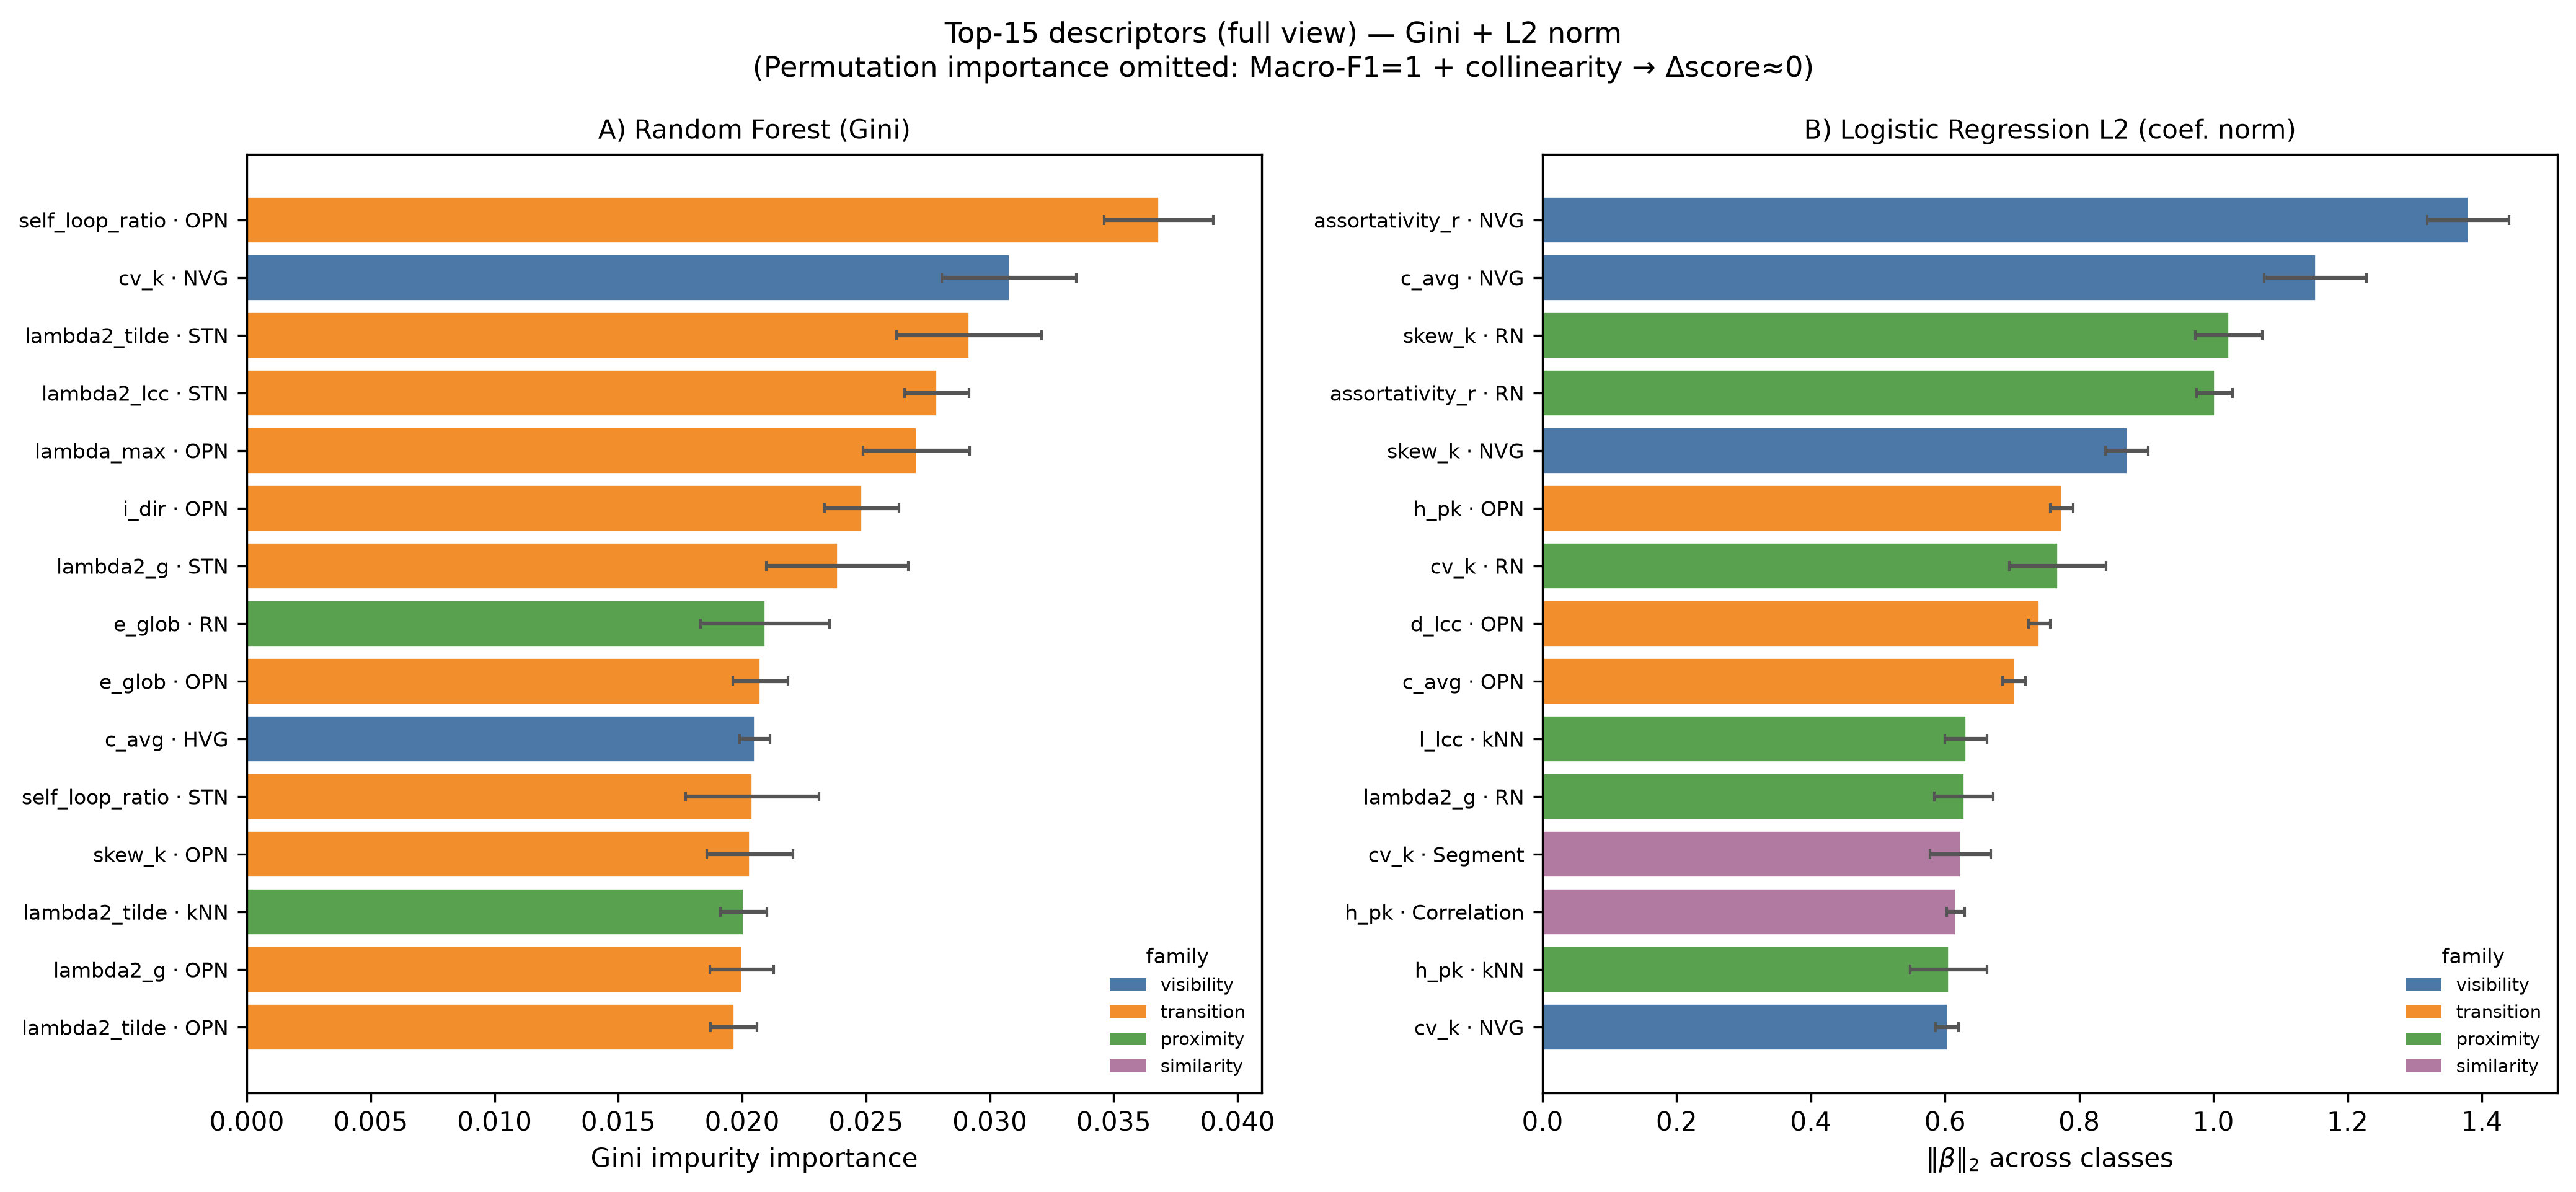 Top-15 descriptors (full view) — Gini + L2 norm
(Permutation importance omitted: Macro-F1=1 + collinearity → Δscore≈0)
A) Random Forest (Gini)
self_loop_ratio · OPN
cv_k · NVG
lambda2_tilde · STN
lambda2_lcc · STN
lambda_max · OPN
i_dir · OPN
lambda2_g · STN
e_glob · RN
e_glob · OPN
c_avg · HVG
self_loop_ratio · STN
skew_k · OPN
lambda2_tilde · kNN
lambda2_g · OPN
lambda2_tilde · OPN
family
visibility
transition
proximity
similarity
0.000 0.005 0.010 0.015 0.020 0.025 0.030 0.035 0.040
Gini impurity importance
B) Logistic Regression L2 (coef. norm)
assortativity_r · NVG
c_avg · NVG
skew_k · RN
assortativity_r · RN
skew_k · NVG
h_pk · OPN
cv_k · RN
d_lcc · OPN
c_avg · OPN
l_lcc · kNN
lambda2_g · RN
cv_k · Segment
h_pk · Correlation
h_pk · kNN
cv_k · NVG
family
visibility
transition
proximity
similarity
0.0 0.2 0.4 0.6 0.8 1.0 1.2 1.4
‖β‖₂ across classes